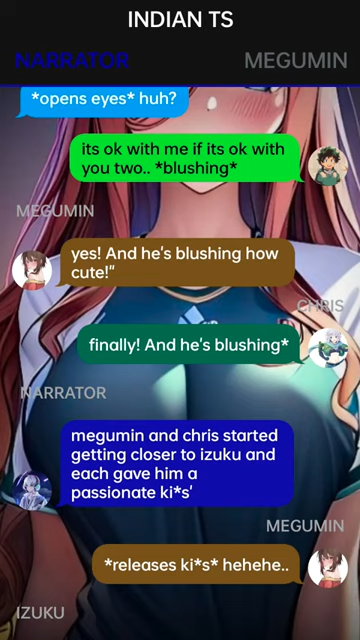 INDIAN TS
NARRATOR
MEGUMIN
*opens eyes* huh?
its ok with me if its ok with
you two.. *blushing*
MEGUMIN
yes! And he's blushing how
cute!"
CHRIS
finally! And he's blushing*
NARRATOR
megumin and chris started
getting closer to izuku and
each gave him a
passionate ki*s'
MEGUMIN
*releases ki*s* hehehe..
IZUKU